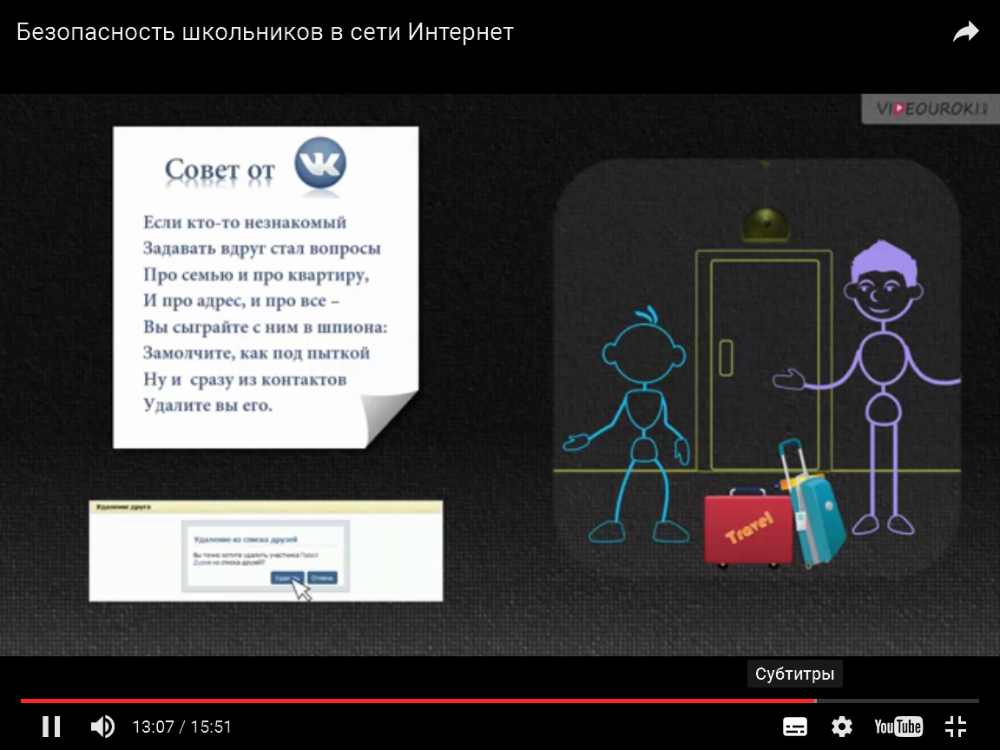 Безопасность школьников в сети Интернет
VIDEOUROKI
Совет от
Если кто-то незнакомый
Задавать вдруг стал вопросы
Про семью и про квартиру,
И про адрес, и про все –
Вы сыграйте с ним в шпиона:
Замолчите, как под пыткой
Ну и сразу из контактов
Удалите вы его.
Travel
Удаление друга
Удаление из списка друзей
Вы точно хотите удалить участника Павел
Дуров из списка друзей?
Удалить Отмена
Субтитры
13:07 / 15:51
YouTube